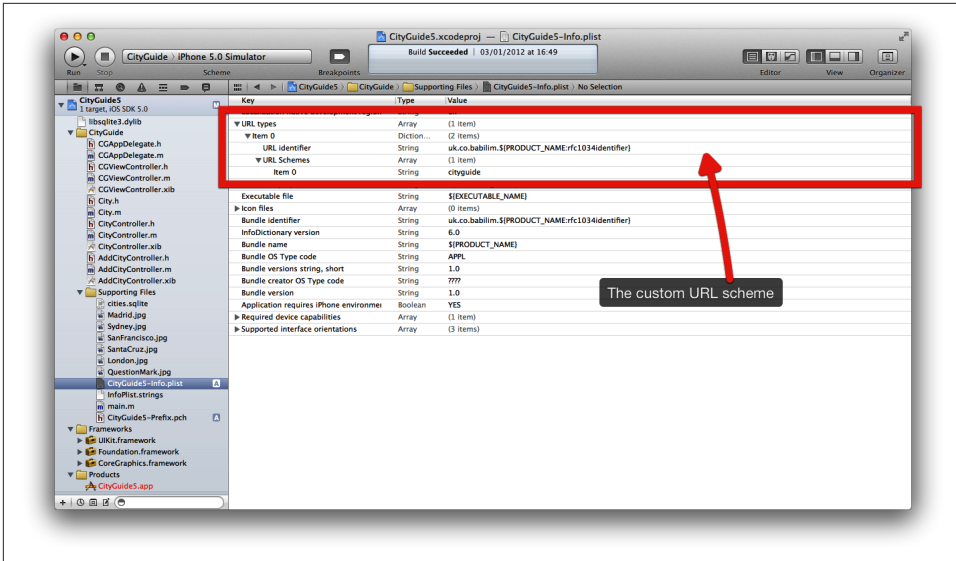 CityGuide5.xcodeproj — CityGuide5-Info.plist
CityGuide iPhone 5.0 Simulator
Build Succeeded | 03/01/2012 at 16:49
Run Stop Scheme Breakpoints Editor View Organizer
CityGuide5 CityGuide Supporting Files CityGuide5-Info.plist No Selection
CityGuide5 M
1 target, iOS SDK 5.0
libsqlite3.dylib
CityGuide
h CGAppDelegate.h
m CGAppDelegate.m
h CGViewController.h
m CGViewController.m
CGViewController.xib
h City.h
m City.m
h CityController.h
m CityController.m
CityController.xib
h AddCityController.h
m AddCityController.m
AddCityController.xib
Supporting Files
cities.sqlite
Madrid.jpg
Sydney.jpg
SanFrancisco.jpg
SantaCruz.jpg
London.jpg
QuestionMark.jpg
CityGuide5-Info.plist A
InfoPlist.strings
m main.m
h CityGuide5-Prefix.pch A
Frameworks
UIKit.framework
Foundation.framework
CoreGraphics.framework
Products
CityGuide5.app
Key Type Value
URL types Array (1 item)
Item 0 Diction... (2 items)
URL identifier String uk.co.babilim.${PRODUCT_NAME:rfc1034identifier}
URL Schemes Array (1 item)
Item 0 String cityguide
Executable file String ${EXECUTABLE_NAME}
Icon files Array (0 items)
Bundle identifier String uk.co.babilim.${PRODUCT_NAME:rfc1034identifier}
InfoDictionary version String 6.0
Bundle name String ${PRODUCT_NAME}
Bundle OS Type code String APPL
Bundle versions string, short String 1.0
Bundle creator OS Type code String ????
Bundle version String 1.0
Application requires iPhone environmer Boolean YES
Required device capabilities Array (1 item)
Supported interface orientations Array (3 items)
The custom URL scheme